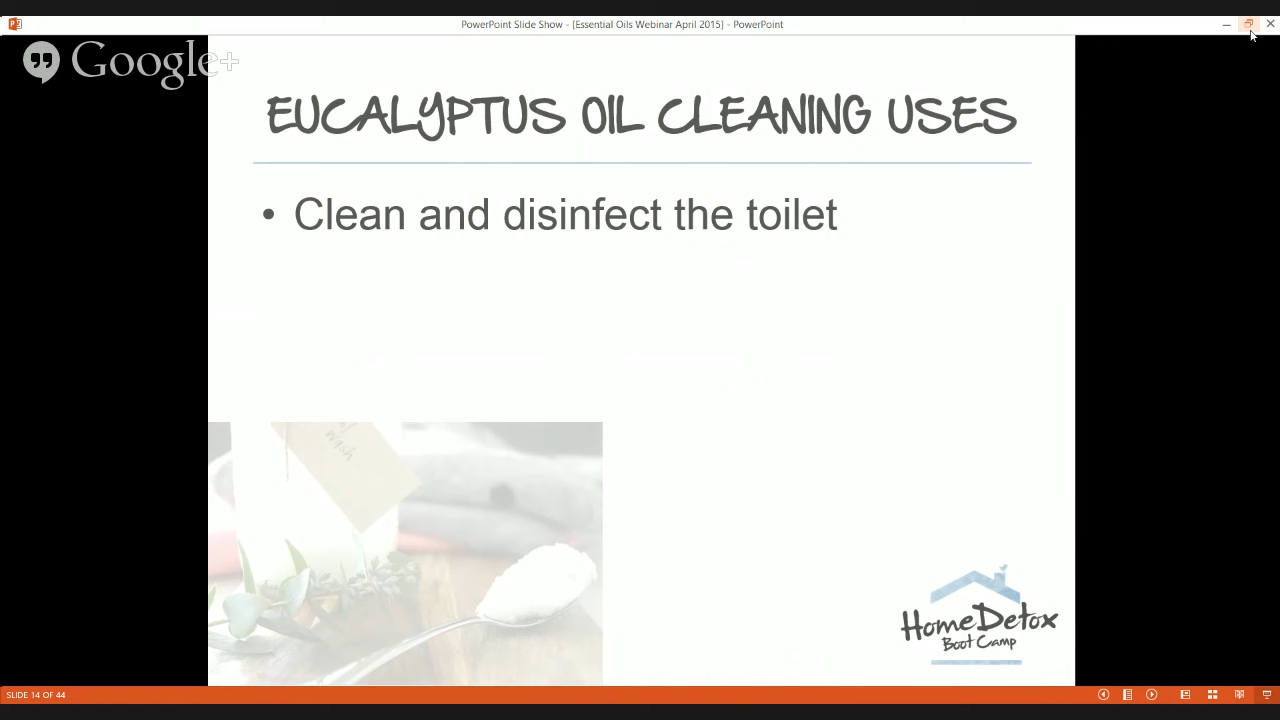 PowerPoint Slide Show - [Essential Oils Webinar April 2015] - PowerPoint
Google+
EUCALYPTUS OIL CLEANING USES
• Clean and disinfect the toilet
wash
Home Detox
Boot Camp
SLIDE 14 OF 44